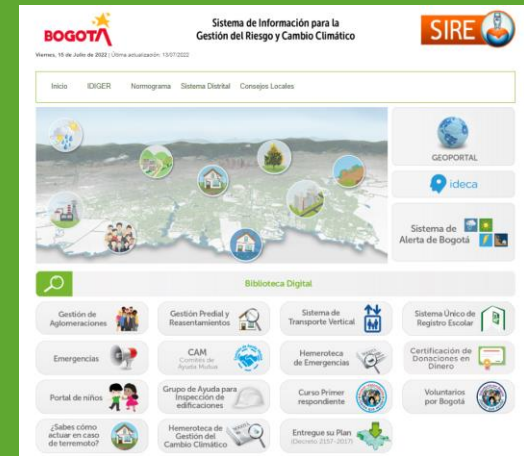 BOGOTÁ
Sistema de Información para la
Gestión del Riesgo y Cambio Climático
SIRE
Viernes, 15 de Julio de 2022 | Última actualización: 13/07/2022
Inicio IDIGER Normograma Sistema Distrital Consejos Locales
GEOPORTAL
ideca
Sistema de
Alerta de Bogotá
Biblioteca Digital
Gestión de
Aglomeraciones
Gestión Predial y
Reasentamientos
Sistema de
Transporte Vertical
Sistema Único de
Registro Escolar
Emergencias
CAM
Comités de
Ayuda Mutua
Hemeroteca
de Emergencias
Certificación de
Donaciones en
Dinero
Portal de niños
Grupo de Ayuda para
Inspección de
edificaciones
Curso Primer
respondiente
Voluntarios
por Bogotá
¿Sabes cómo
actuar en caso
de terremoto?
Hemeroteca de
Gestión del
Cambio Climático
Entregue su Plan
(Decreto 2157-2017)